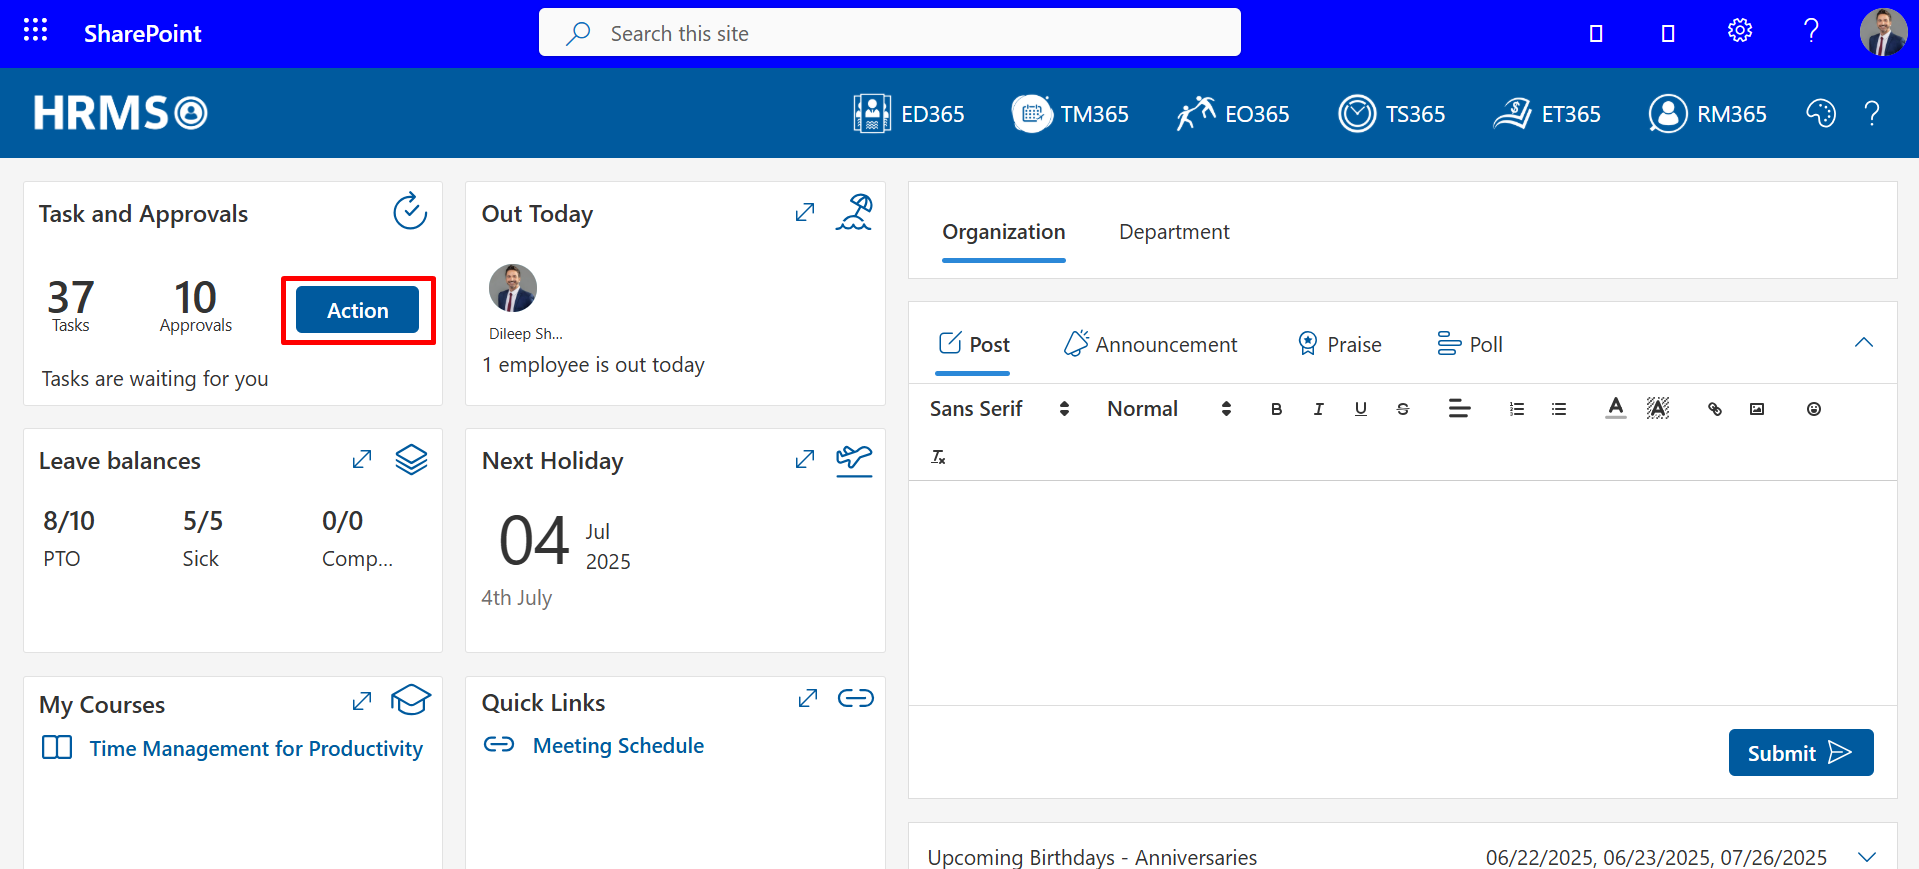 SharePoint
Search this site
HRMS
ED365
TM365
EO365
TS365
ET365
RM365
Task and Approvals
37
Tasks
10
Approvals
Action
Tasks are waiting for you
Out Today
Dileep Sh...
1 employee is out today
Organization
Department
Post
Announcement
Praise
Poll
Sans Serif
Normal
Leave balances
8/10
PTO
5/5
Sick
0/0
Comp...
Next Holiday
04
Jul
2025
4th July
My Courses
Time Management for Productivity
Quick Links
Meeting Schedule
Submit
Upcoming Birthdays - Anniversaries
06/22/2025, 06/23/2025, 07/26/2025